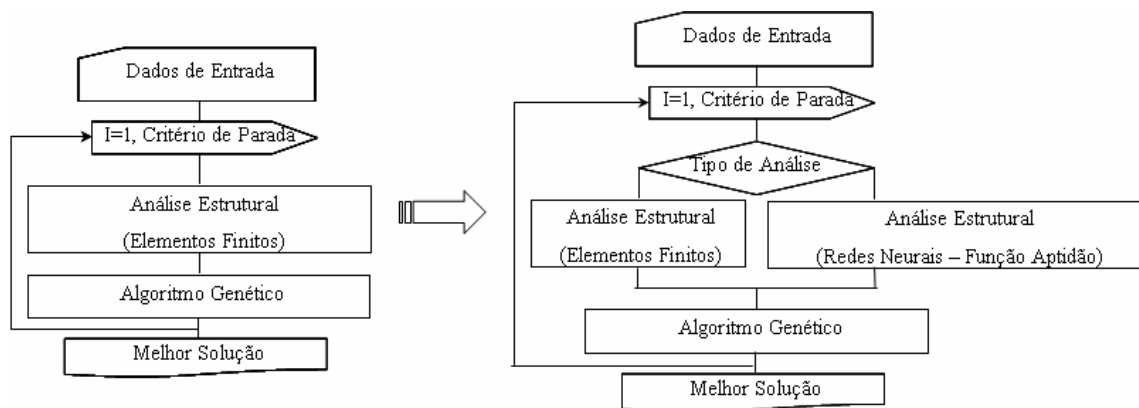 Dados de Entrada
I=1, Critério de Parada
Análise Estrutural
(Elementos Finitos)
Algoritmo Genético
Melhor Solução
Dados de Entrada
I=1, Critério de Parada
Tipo de Análise
Análise Estrutural
(Elementos Finitos)
Análise Estrutural
(Redes Neurais – Função Aptidão)
Algoritmo Genético
Melhor Solução